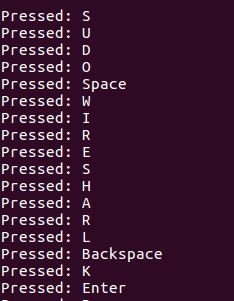 Pressed: S
Pressed: U
Pressed: D
Pressed: O
Pressed: Space
Pressed: W
Pressed: I
Pressed: R
Pressed: E
Pressed: S
Pressed: H
Pressed: A
Pressed: R
Pressed: L
Pressed: Backspace
Pressed: K
Pressed: Enter